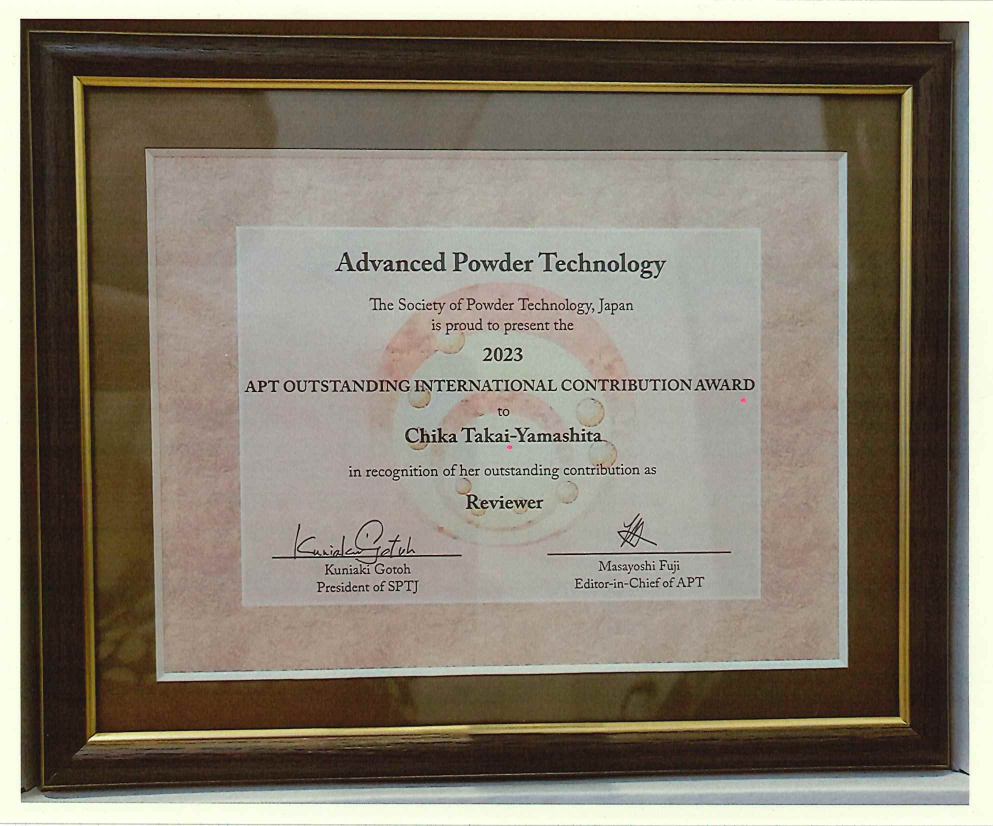 Advanced Powder Technology
The Society of Powder Technology, Japan
is proud to present the
2023
APT OUTSTANDING INTERNATIONAL CONTRIBUTION AWARD
to
Chika Takai-Yamashita
in recognition of her outstanding contribution as
Reviewer
Kuniaki Gotoh
Kuniaki Gotoh
President of SPTJ
Masayoshi Fuji
Editor-in-Chief of APT